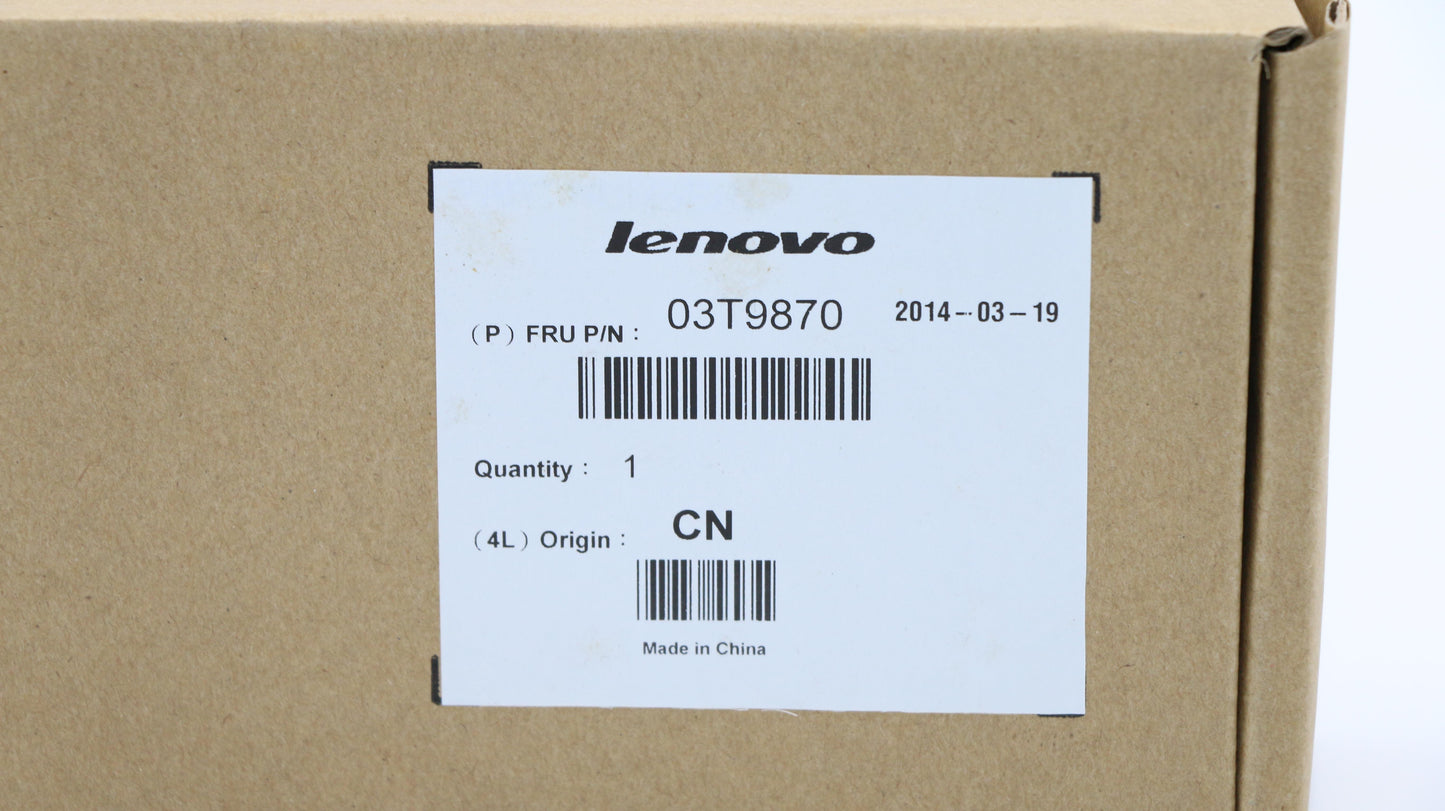 lenovo
(P) FRU P/N : 03T9870 2014-03-19
Quantity : 1
(4L) Origin : CN
Made in China